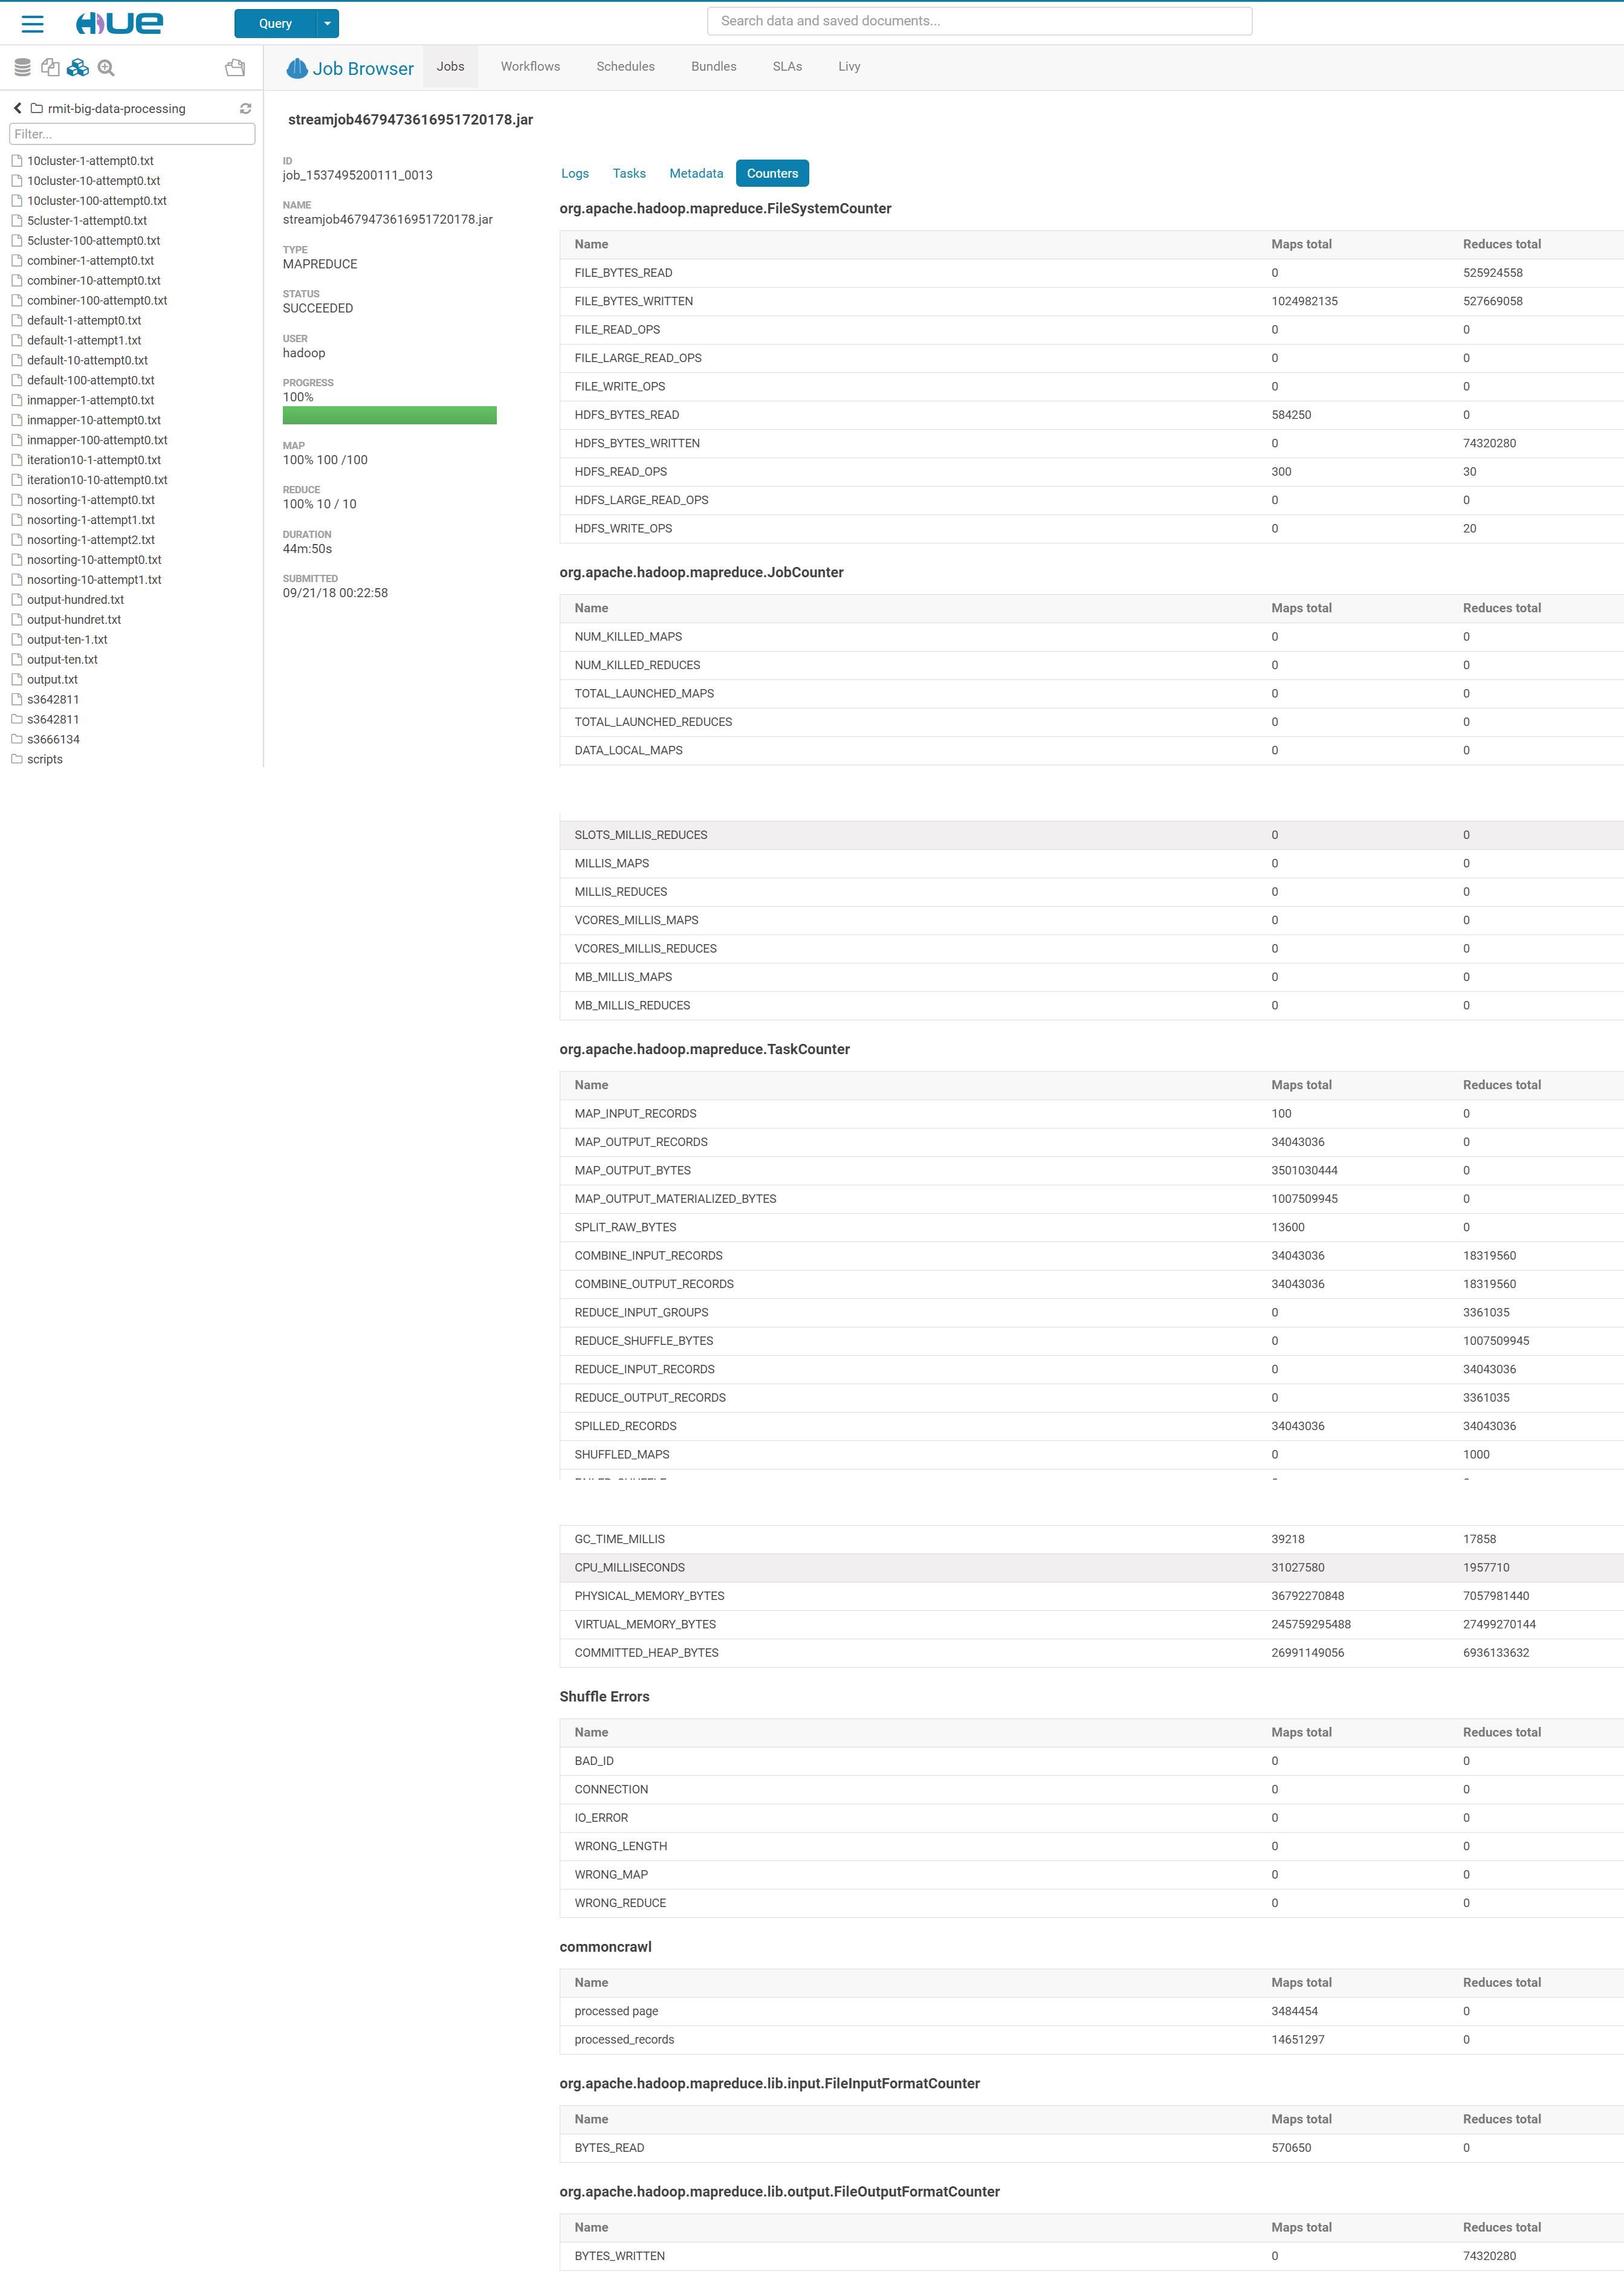 HUE
Query
Search data and saved documents...
Job Browser
Jobs
Workflows
Schedules
Bundles
SLAs
Livy
rmit-big-data-processing
Filter...
10cluster-1-attempt0.txt
10cluster-10-attempt0.txt
10cluster-100-attempt0.txt
5cluster-1-attempt0.txt
5cluster-100-attempt0.txt
combiner-1-attempt0.txt
combiner-10-attempt0.txt
combiner-100-attempt0.txt
default-1-attempt0.txt
default-1-attempt1.txt
default-10-attempt0.txt
default-100-attempt0.txt
inmapper-1-attempt0.txt
inmapper-10-attempt0.txt
inmapper-100-attempt0.txt
iteration10-1-attempt0.txt
iteration10-10-attempt0.txt
nosorting-1-attempt0.txt
nosorting-1-attempt1.txt
nosorting-1-attempt2.txt
nosorting-10-attempt0.txt
nosorting-10-attempt1.txt
output-hundred.txt
output-hundret.txt
output-ten-1.txt
output-ten.txt
output.txt
s3642811
s3642811
s3666134
scripts
streamjob4679473616951720178.jar
ID
job_1537495200111_0013
NAME
streamjob4679473616951720178.jar
TYPE
MAPREDUCE
STATUS
SUCCEEDED
USER
hadoop
PROGRESS
100%
MAP
100% 100 /100
REDUCE
100% 10 / 10
DURATION
44m:50s
SUBMITTED
09/21/18 00:22:58
Logs Tasks Metadata Counters
org.apache.hadoop.mapreduce.FileSystemCounter
Name Maps total Reduces total
FILE_BYTES_READ 0 525924558
FILE_BYTES_WRITTEN 1024982135 527669058
FILE_READ_OPS 0 0
FILE_LARGE_READ_OPS 0 0
FILE_WRITE_OPS 0 0
HDFS_BYTES_READ 584250 0
HDFS_BYTES_WRITTEN 0 74320280
HDFS_READ_OPS 300 30
HDFS_LARGE_READ_OPS 0 0
HDFS_WRITE_OPS 0 20
org.apache.hadoop.mapreduce.JobCounter
Name Maps total Reduces total
NUM_KILLED_MAPS 0 0
NUM_KILLED_REDUCES 0 0
TOTAL_LAUNCHED_MAPS 0 0
TOTAL_LAUNCHED_REDUCES 0 0
DATA_LOCAL_MAPS 0 0
SLOTS_MILLIS_REDUCES 0 0
MILLIS_MAPS 0 0
MILLIS_REDUCES 0 0
VCORES_MILLIS_MAPS 0 0
VCORES_MILLIS_REDUCES 0 0
MB_MILLIS_MAPS 0 0
MB_MILLIS_REDUCES 0 0
org.apache.hadoop.mapreduce.TaskCounter
Name Maps total Reduces total
MAP_INPUT_RECORDS 100 0
MAP_OUTPUT_RECORDS 34043036 0
MAP_OUTPUT_BYTES 3501030444 0
MAP_OUTPUT_MATERIALIZED_BYTES 1007509945 0
SPLIT_RAW_BYTES 13600 0
COMBINE_INPUT_RECORDS 34043036 18319560
COMBINE_OUTPUT_RECORDS 34043036 18319560
REDUCE_INPUT_GROUPS 0 3361035
REDUCE_SHUFFLE_BYTES 0 1007509945
REDUCE_INPUT_RECORDS 0 34043036
REDUCE_OUTPUT_RECORDS 0 3361035
SPILLED_RECORDS 34043036 34043036
SHUFFLED_MAPS 0 1000
GC_TIME_MILLIS 39218 17858
CPU_MILLISECONDS 31027580 1957710
PHYSICAL_MEMORY_BYTES 36792270848 7057981440
VIRTUAL_MEMORY_BYTES 245759295488 27499270144
COMMITTED_HEAP_BYTES 26991149056 6936133632
Shuffle Errors
Name Maps total Reduces total
BAD_ID 0 0
CONNECTION 0 0
IO_ERROR 0 0
WRONG_LENGTH 0 0
WRONG_MAP 0 0
WRONG_REDUCE 0 0
commoncrawl
Name Maps total Reduces total
processed page 3484454 0
processed_records 14651297 0
org.apache.hadoop.mapreduce.lib.input.FileInputFormatCounter
Name Maps total Reduces total
BYTES_READ 570650 0
org.apache.hadoop.mapreduce.lib.output.FileOutputFormatCounter
Name Maps total Reduces total
BYTES_WRITTEN 0 74320280